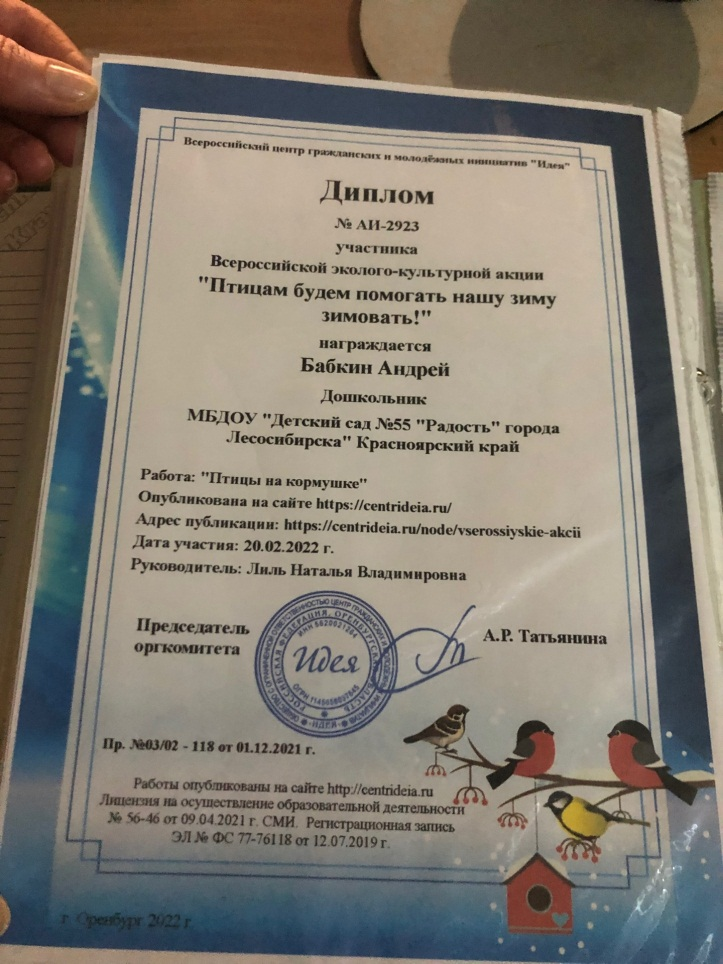 Всероссийский центр гражданских и молодёжных инициатив "Идея"
Диплом
№ АИ-2923
участника
Всероссийской эколого-культурной акции
"Птицам будем помогать нашу зиму
зимовать!"
награждается
Бабкин Андрей
Дошкольник
МБДОУ "Детский сад №55 "Радость" города
Лесосибирска" Красноярский край
Работа: "Птицы на кормушке"
Опубликована на сайте https://centrideia.ru/
Адрес публикации: https://centrideia.ru/node/vserossiyskie-akcii
Дата участия: 20.02.2022 г.
Руководитель: Лиль Наталья Владимировна
Председатель
оргкомитета
Идея
А.Р. Татьянина
Пр. №03/02 - 118 от 01.12.2021 г.
Работы опубликованы на сайте http://centrideia.ru
Лицензия на осуществление образовательной деятельности
№ 56-46 от 09.04.2021 г. СМИ. Регистрационная запись
ЭЛ № ФС 77-76118 от 12.07.2019 г.
г. Оренбург 2022 г.